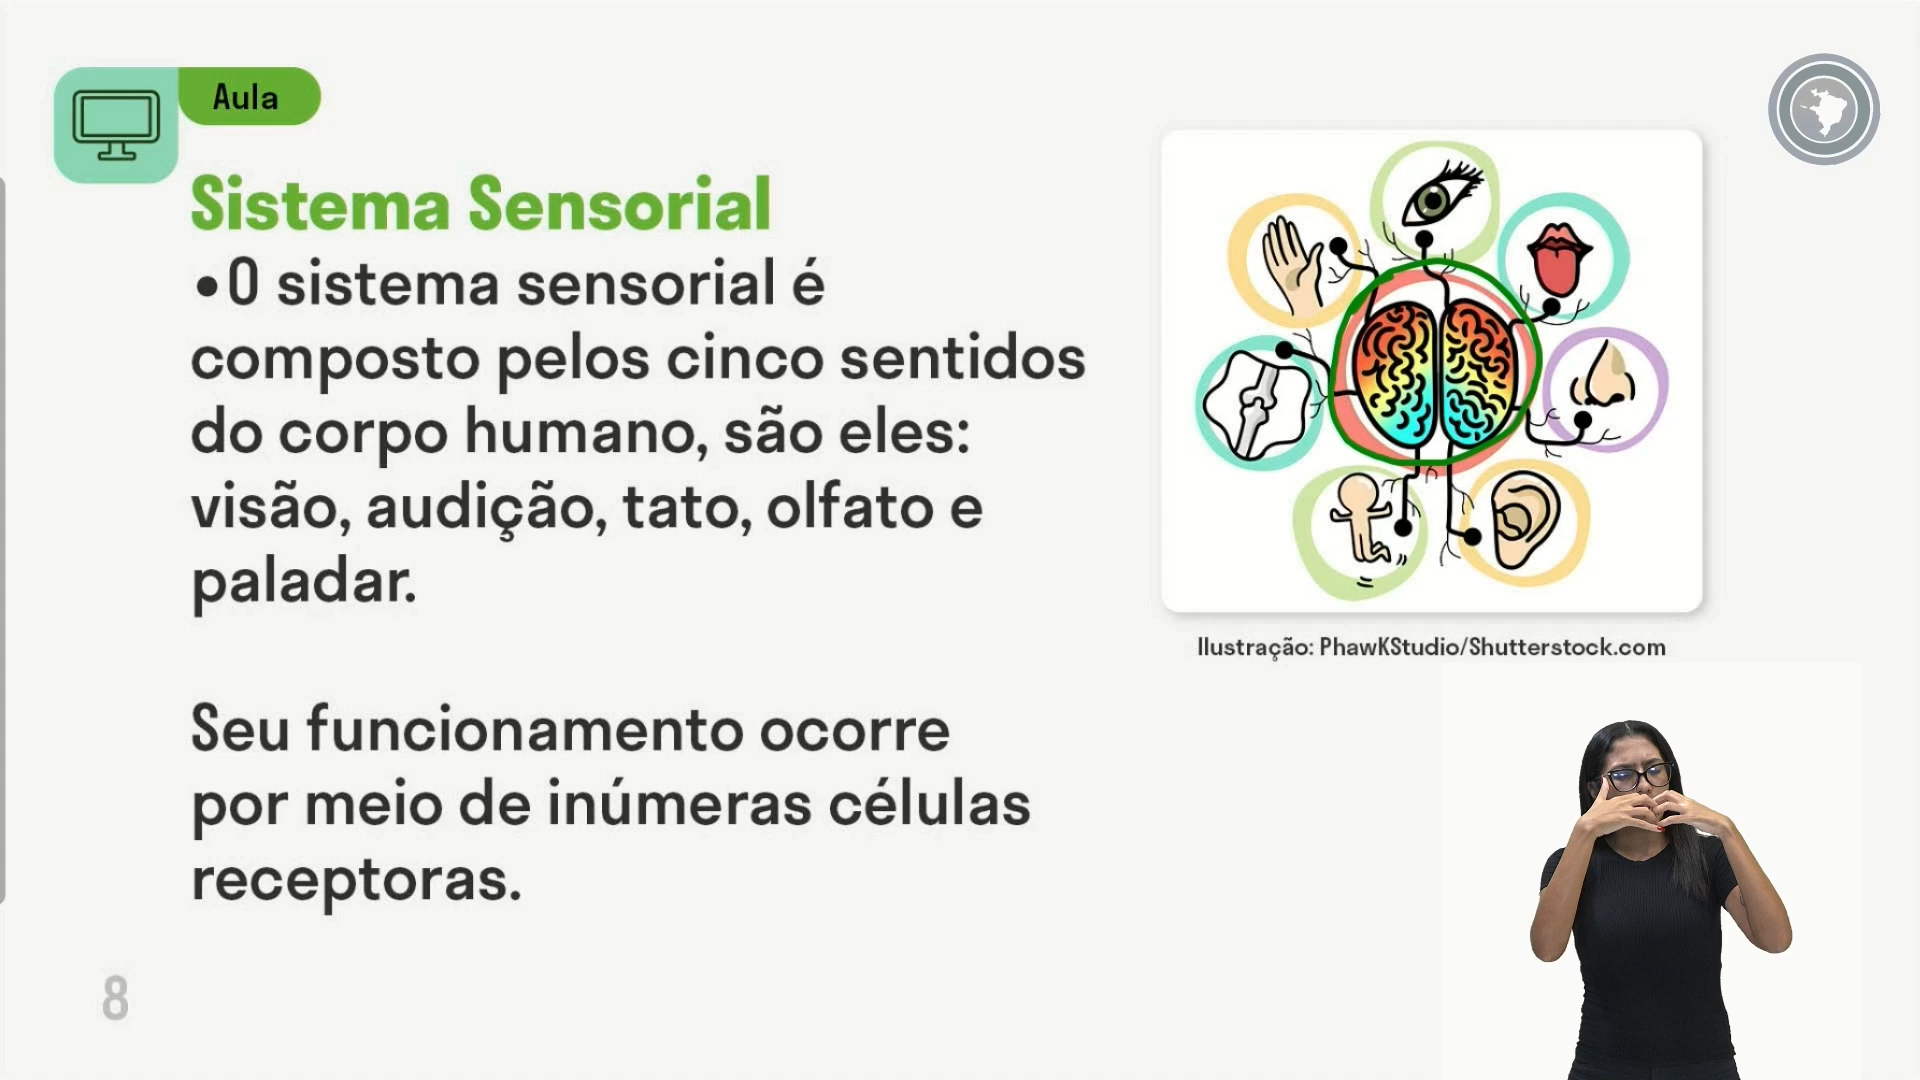 Aula
Sistema Sensorial
•O sistema sensorial é
composto pelos cinco sentidos
do corpo humano, são eles:
visão, audição, tato, olfato e
paladar.
Seu funcionamento ocorre
por meio de inúmeras células
receptoras.
Ilustração: PhawKStudio/Shutterstock.com
8